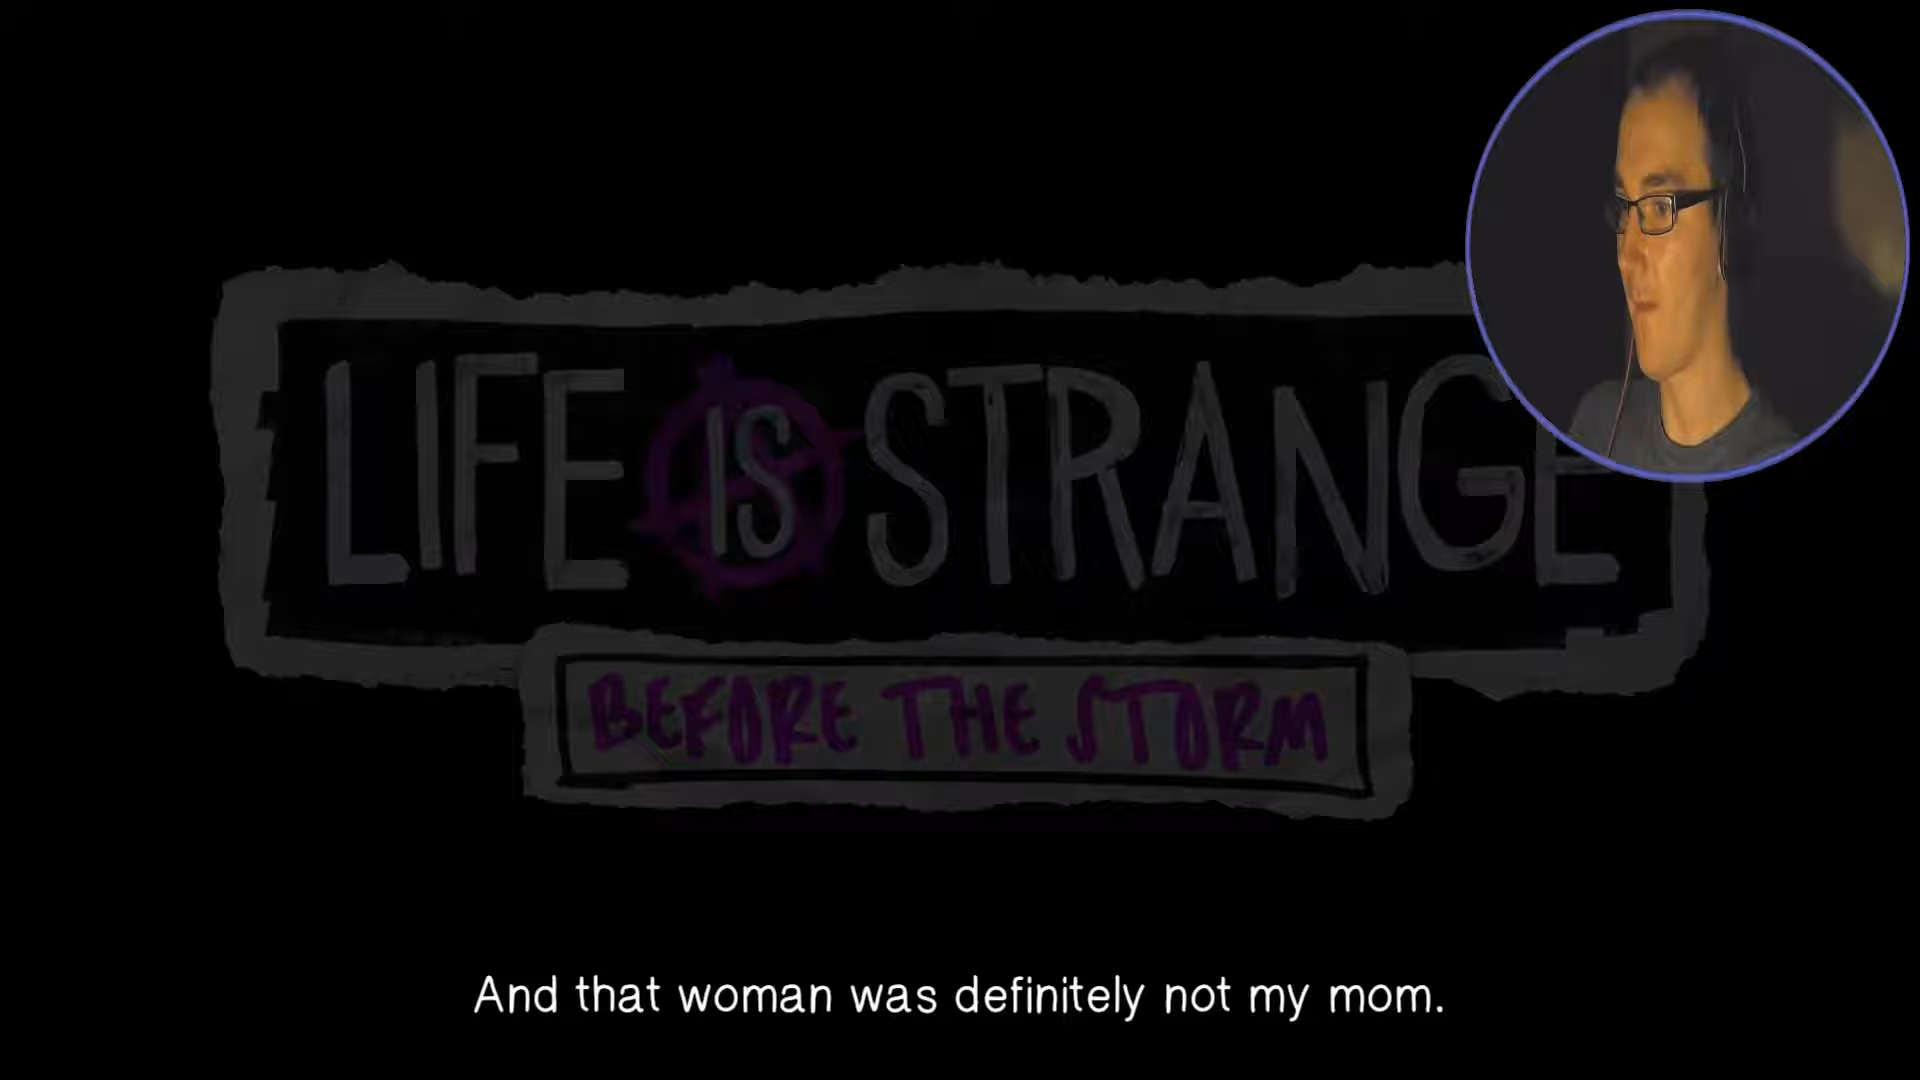 LIFE IS STRANGE
BEFORE THE STORM
And that woman was definitely not my mom.